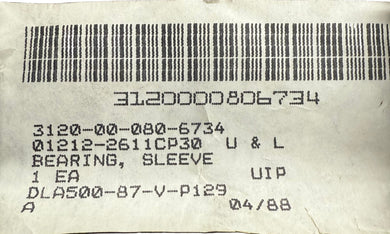 3120000806734
3120-00-080-6734
01212-2611CP30 U & L
BEARING, SLEEVE
1 EA UIP
DLA500-87-V-P129
A 04/88